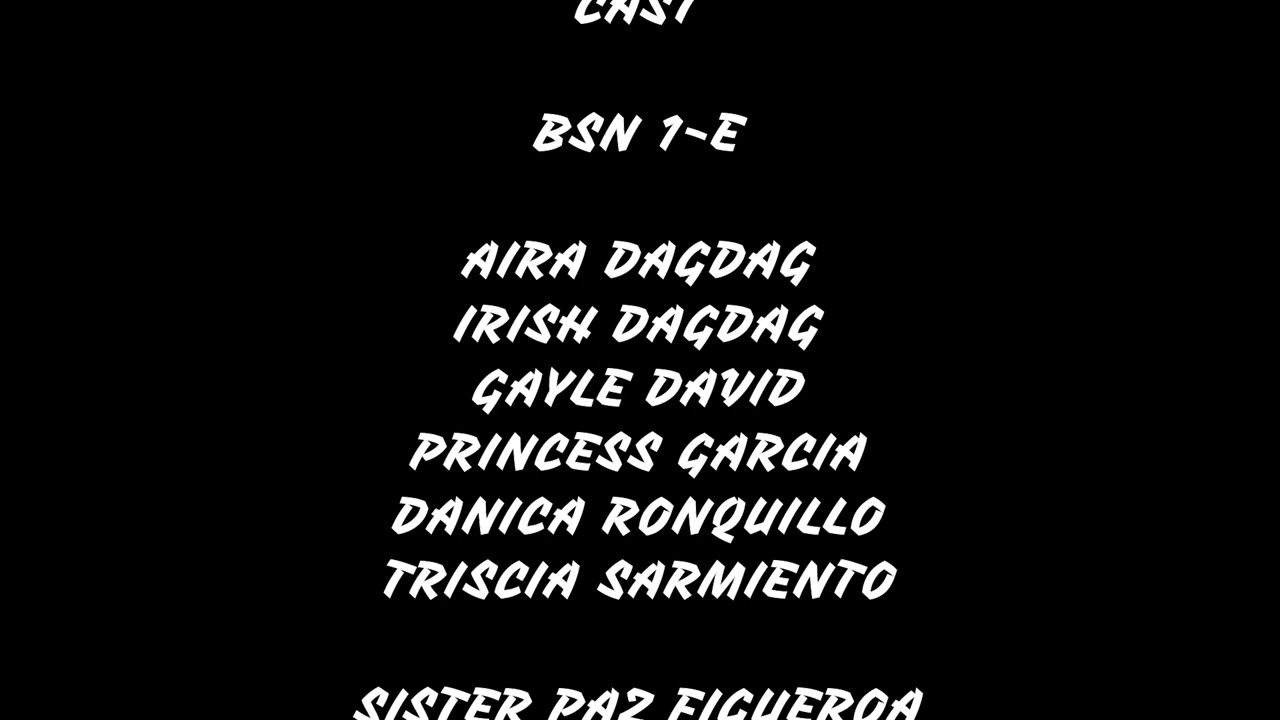 CAST
BSN 1-E
AIRA DAGDAG
IRISH DAGDAG
GAYLE DAVID
PRINCESS GARCIA
DANICA RONQUILLO
TRISCIA SARMIENTO
SISTER PAZ FIGUEROA